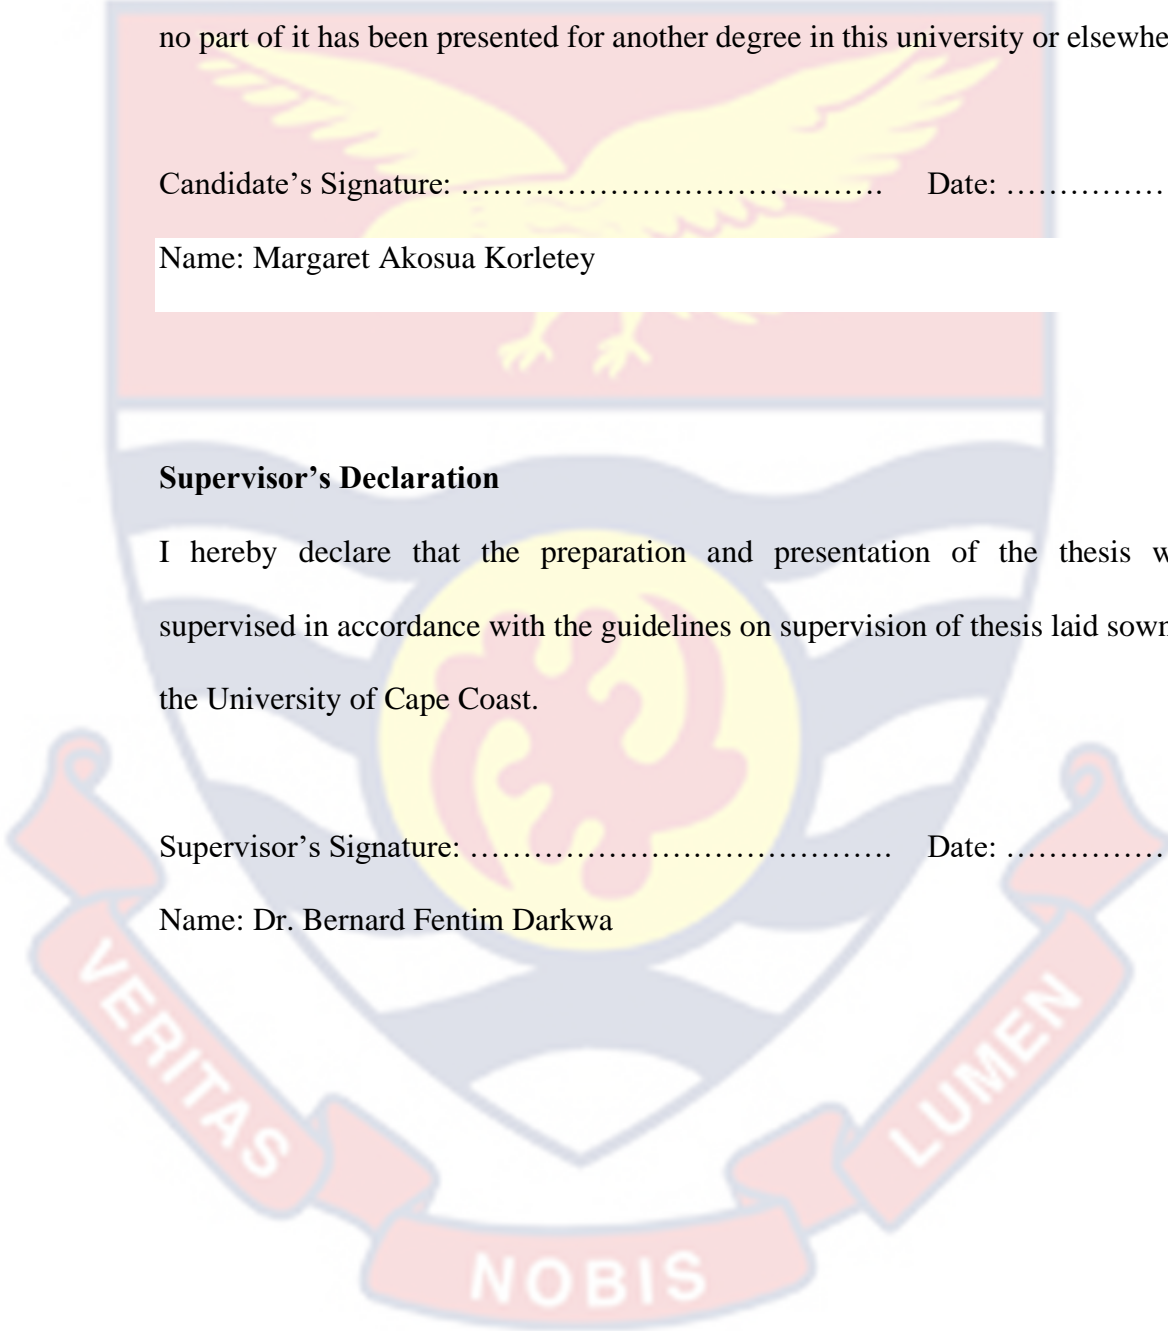 no part of it has been presented for another degree in this university or elsewhe
Candidate’s Signature: …………………………………. Date: ……………
Name: Margaret Akosua Korletey
Supervisor’s Declaration
I hereby declare that the preparation and presentation of the thesis w
supervised in accordance with the guidelines on supervision of thesis laid sown
the University of Cape Coast.
Supervisor’s Signature: …………………………………. Date: ……………
Name: Dr. Bernard Fentim Darkwa
VERITAS
NOBIS
LUMEN